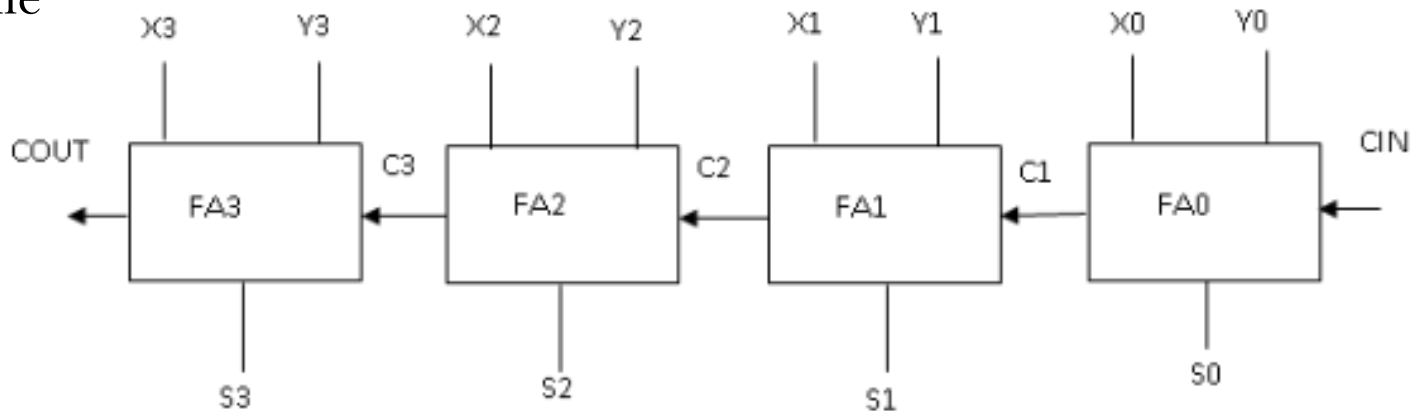 X3 Y3 X2 Y2 X1 Y1 X0 Y0
COUT C3 C2 C1 CIN
FA3 FA2 FA1 FA0
S3 S2 S1 S0